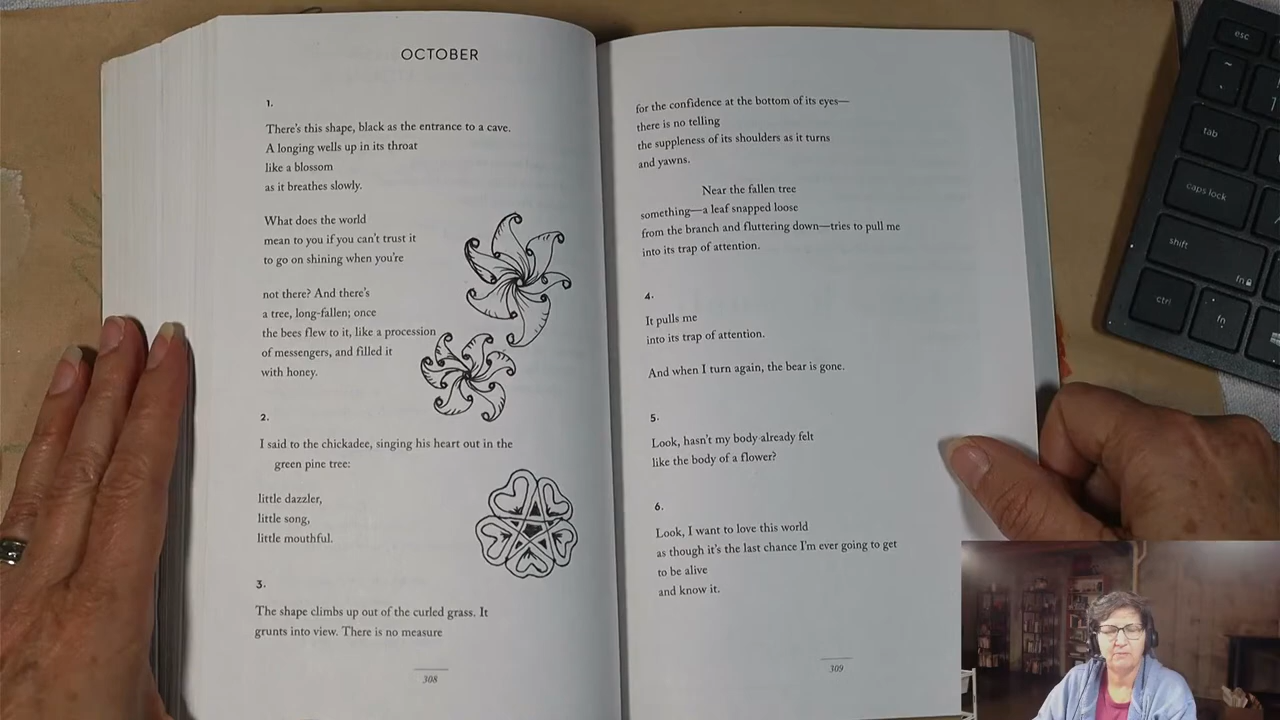 OCTOBER
1.
There's this shape, black as the entrance to a cave.
A longing wells up in its throat
like a blossom
as it breathes slowly.
What does the world
mean to you if you can't trust it
to go on shining when you're
not there? And there's
a tree, long-fallen; once
the bees flew to it, like a procession
of messengers, and filled it
with honey.
2.
I said to the chickadee, singing his heart out in the
green pine tree:
little dazzler,
little song,
little mouthful.
3.
The shape climbs up out of the curled grass. It
grunts into view. There is no measure
308
for the confidence at the bottom of its eyes—
there is no telling
the suppleness of its shoulders as it turns
and yawns.
Near the fallen tree
something—a leaf snapped loose
from the branch and fluttering down—tries to pull me
into its trap of attention.
4.
It pulls me
into its trap of attention.
And when I turn again, the bear is gone.
5.
Look, hasn't my body already felt
like the body of a flower?
6.
Look, I want to love this world
as though it's the last chance I'm ever going to get
to be alive
and know it.
309
esc
tab
caps lock
shift
fn
ctrl
fn